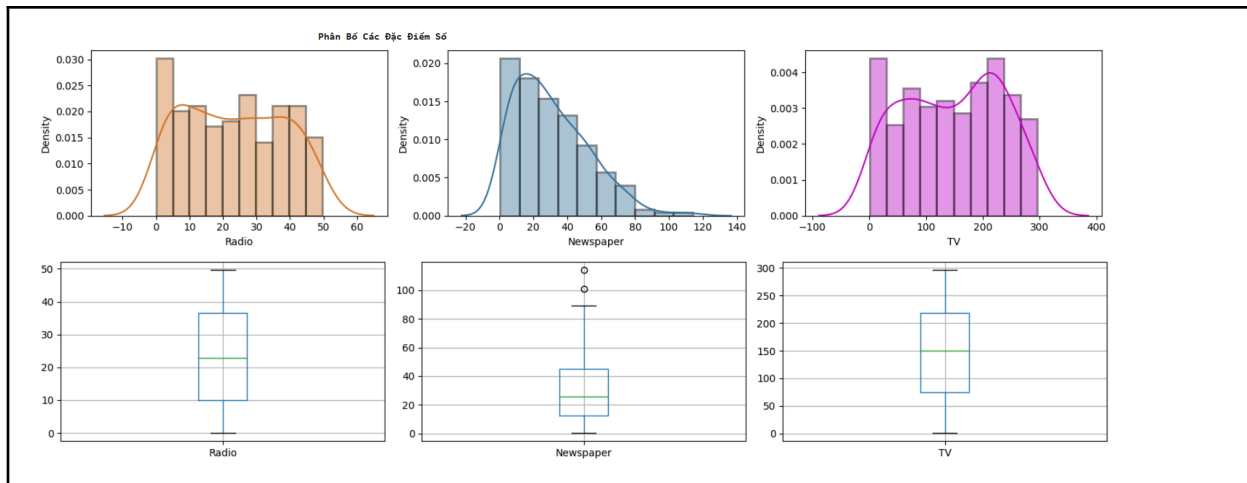 Phân Bố Các Đặc Điểm Số
0.030
0.025
0.020
0.015
0.010
0.005
0.000
Density
−10 0 10 20 30 40 50 60
Radio
0.020
0.015
0.010
0.005
0.000
Density
−20 0 20 40 60 80 100 120 140
Newspaper
0.004
0.003
0.002
0.001
0.000
Density
−100 0 100 200 300 400
TV
50
40
30
20
10
0
Radio
100
80
60
40
20
0
Newspaper
300
250
200
150
100
50
0
TV